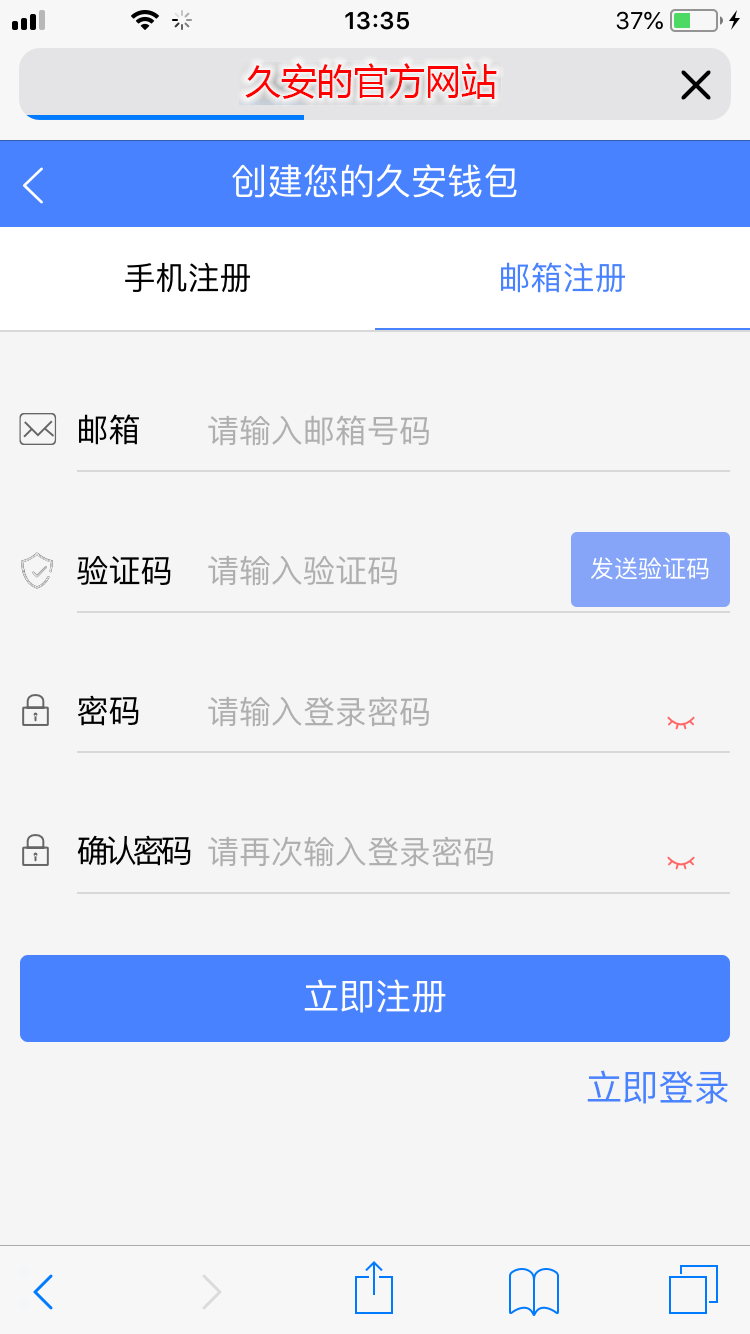 13:35
37%
久安的官方网站
创建您的久安钱包
手机注册
邮箱注册
邮箱 请输入邮箱号码
验证码 请输入验证码 发送验证码
密码 请输入登录密码
确认密码 请再次输入登录密码
立即注册
立即登录